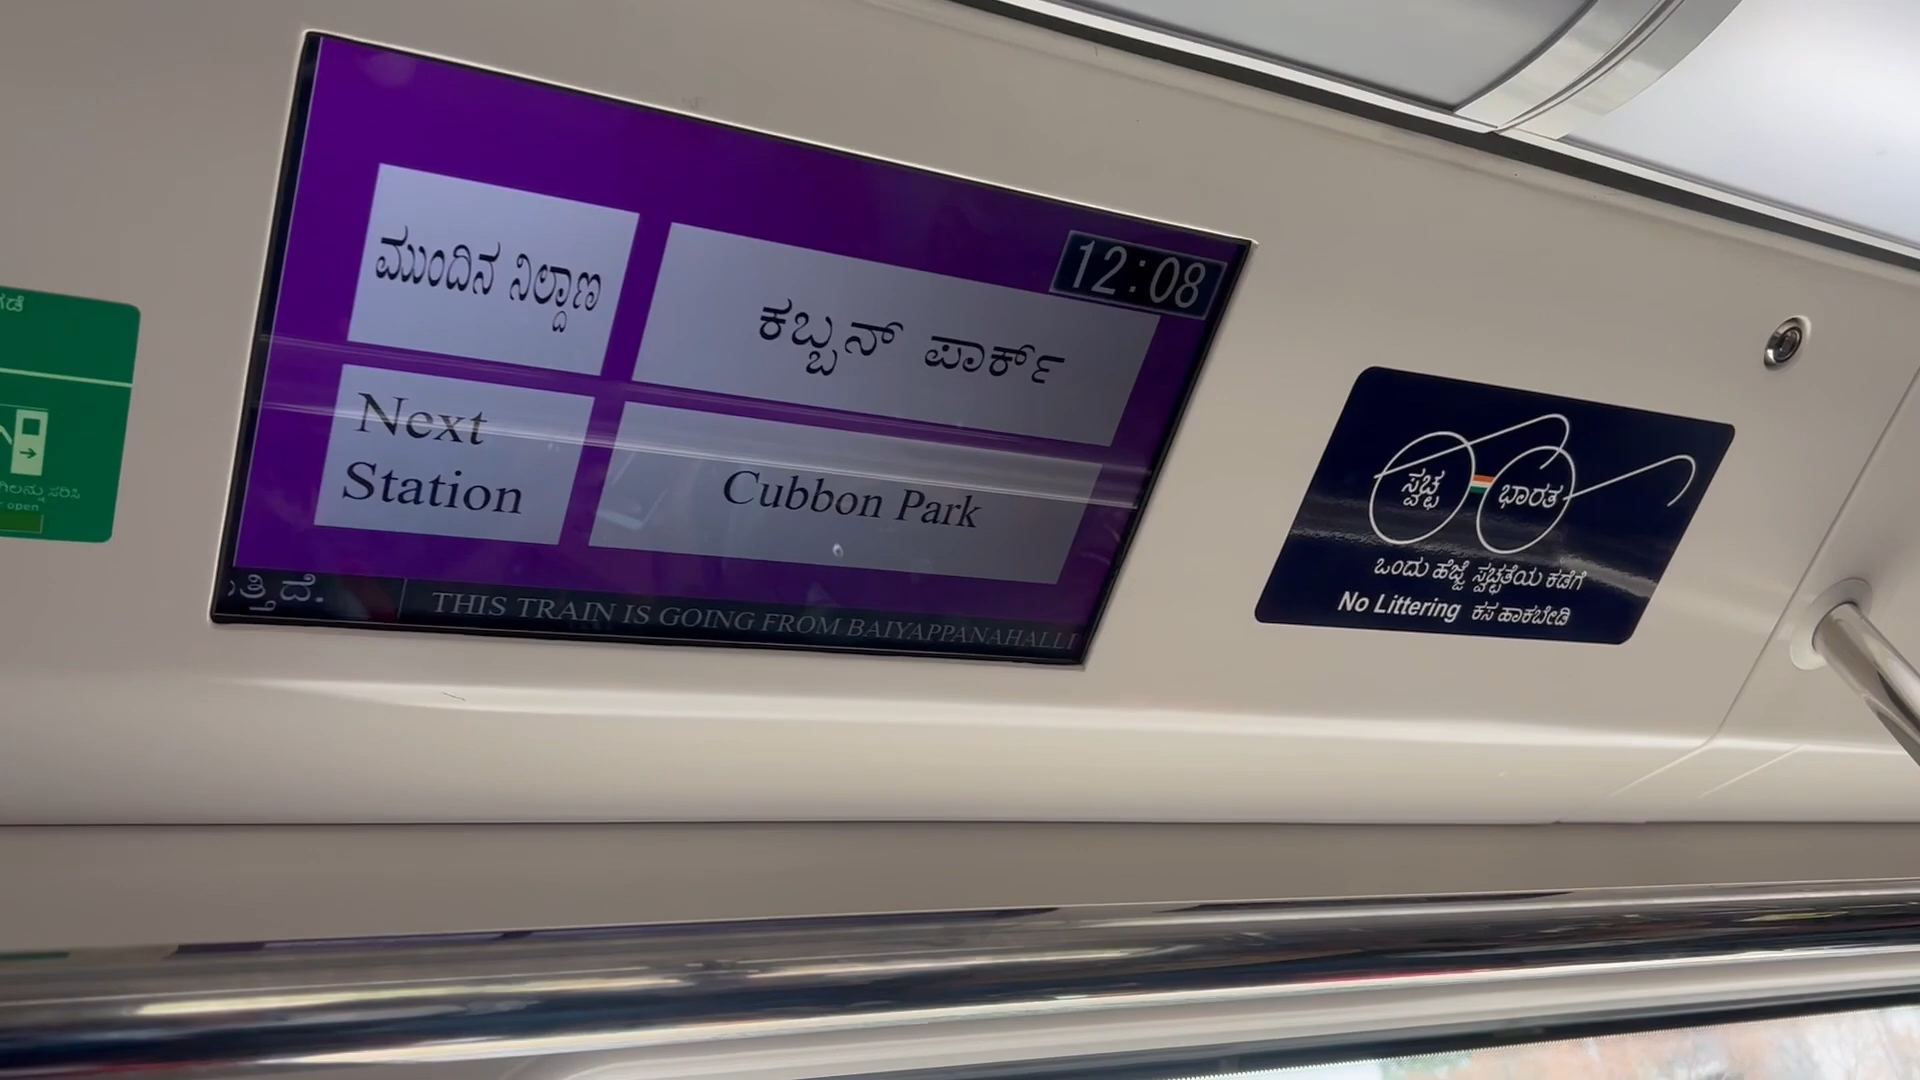 12:08
ಮುಂದಿನ ನಿಲ್ದಾಣ
ಕಬ್ಬನ್ ಪಾರ್ಕ್
Next
Station
Cubbon Park
THIS TRAIN IS GOING FROM BAIYAPPANAHALLI
ಸ್ವಚ್ಛ ಭಾರತ
ಒಂದು ಹೆಜ್ಜೆ ಸ್ವಚ್ಛತೆಯ ಕಡೆಗೆ
No Littering ಕಸ ಹಾಕಬೇಡಿ
open